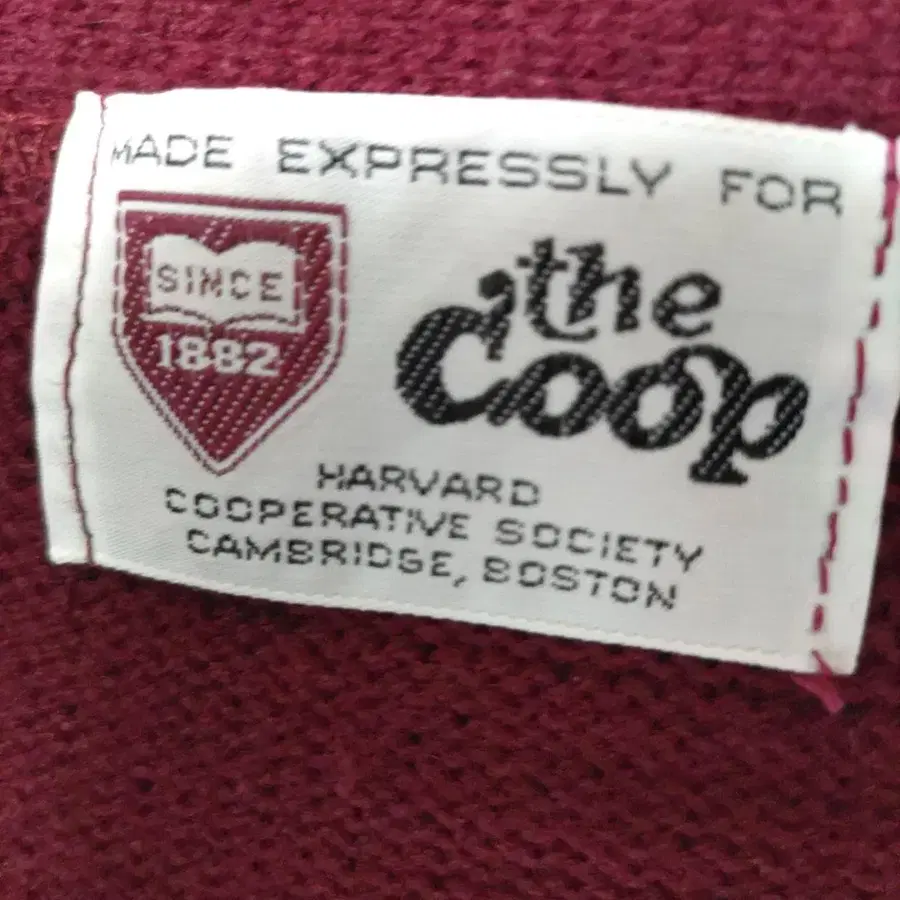 MADE EXPRESSLY FOR
SINCE
1882
the
Coop
HARVARD
COOPERATIVE SOCIETY
CAMBRIDGE, BOSTON